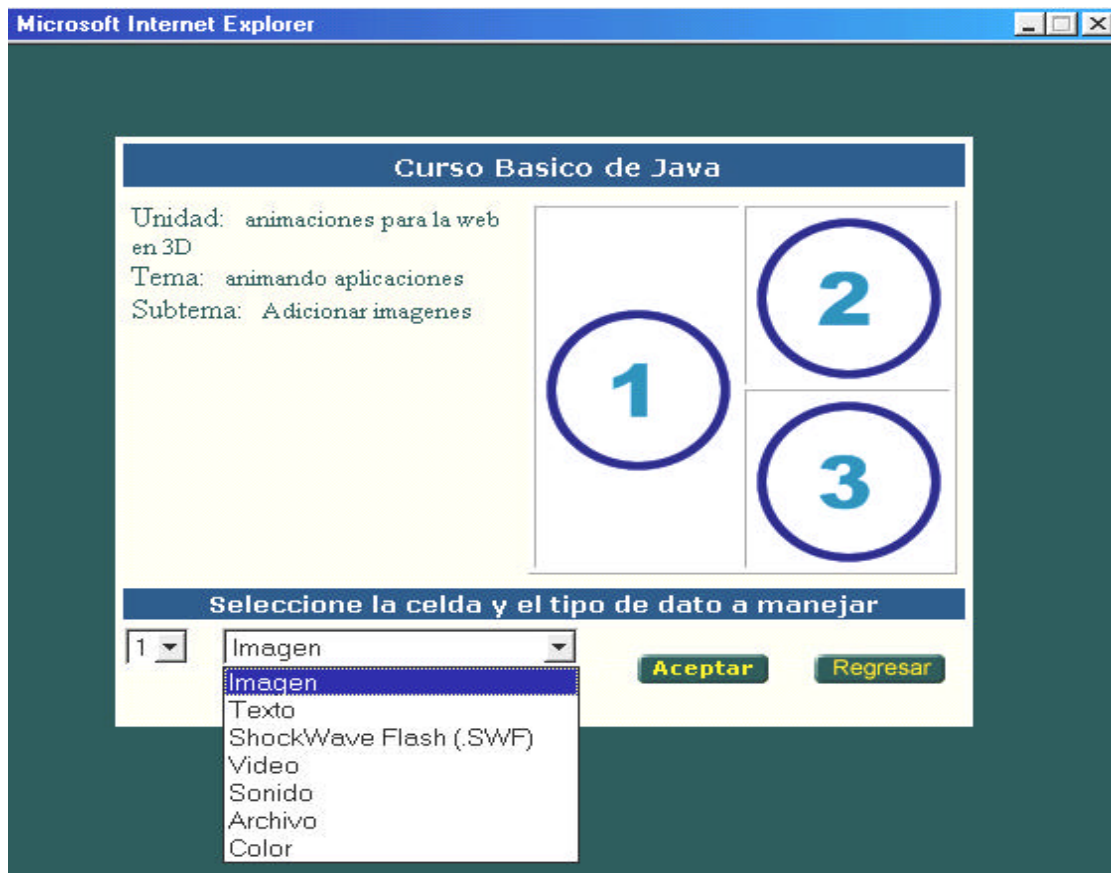 Microsoft Internet Explorer
Curso Basico de Java
Unidad: animaciones para la web
en 3D
Tema: animando aplicaciones
Subtema: Adicionar imagenes
1
2
3
Seleccione la celda y el tipo de dato a manejar
1 Imagen Aceptar Regresar
Imagen
Texto
ShockWave Flash (.SWF)
Video
Sonido
Archivo
Color